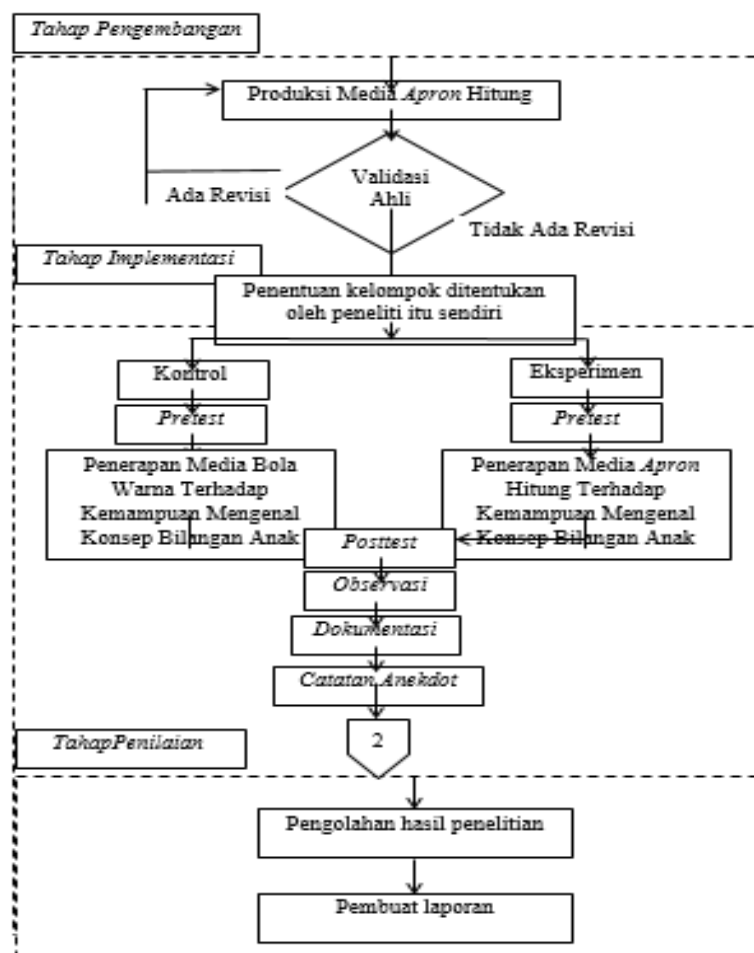 Tahap Pengembangan
Produksi Media Apron Hitung
Validasi
Ahli
Ada Revisi
Tidak Ada Revisi
Tahap Implementasi
Penentuan kelompok ditentukan
oleh peneliti itu sendiri
Kontrol
Eksperimen
Pretest
Pretest
Penerapan Media Bola
Warna Terhadap
Kemampuan Mengenal
Konsep Bilangan Anak
Penerapan Media Apron
Hitung Terhadap
Kemampuan Mengenal
Konsep Bilangan Anak
Posttest
Observasi
Dokumentasi
Catatan Anekdot
2
TahapPenilaian
Pengolahan hasil penelitian
Pembuat laporan